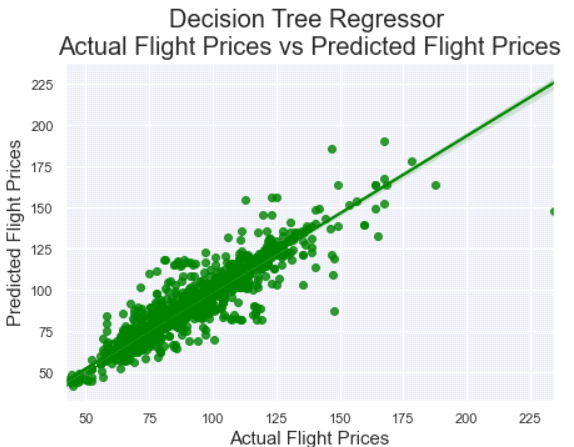 Decision Tree Regressor
Actual Flight Prices vs Predicted Flight Prices
225
200
175
150
125
100
75
50
Predicted Flight Prices
50 75 100 125 150 175 200 225
Actual Flight Prices